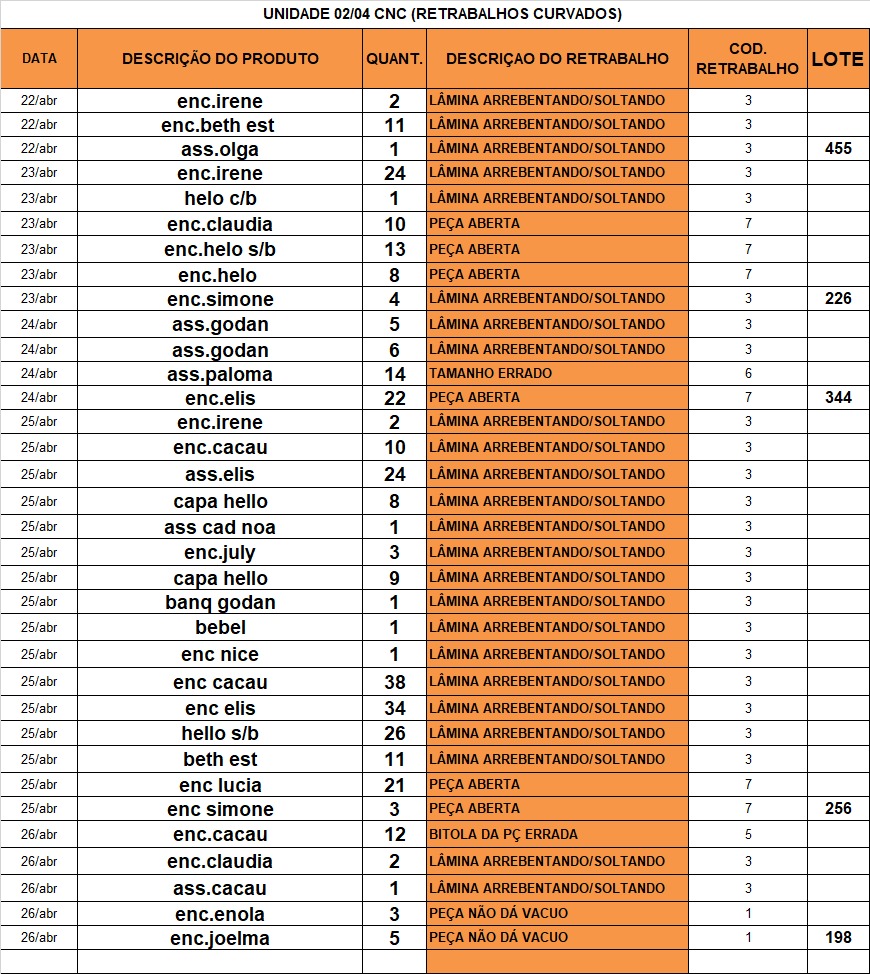 UNIDADE 02/04 CNC (RETRABALHOS CURVADOS)
DATA DESCRIÇÃO DO PRODUTO QUANT. DESCRIÇAO DO RETRABALHO COD. RETRABALHO LOTE
22/abr enc.irene 2 LÂMINA ARREBENTANDO/SOLTANDO 3
22/abr enc.beth est 11 LÂMINA ARREBENTANDO/SOLTANDO 3
22/abr ass.olga 1 LÂMINA ARREBENTANDO/SOLTANDO 3 455
23/abr enc.irene 24 LÂMINA ARREBENTANDO/SOLTANDO 3
23/abr helo c/b 1 LÂMINA ARREBENTANDO/SOLTANDO 3
23/abr enc.claudia 10 PEÇA ABERTA 7
23/abr enc.helo s/b 13 PEÇA ABERTA 7
23/abr enc.helo 8 PEÇA ABERTA 7
23/abr enc.simone 4 LÂMINA ARREBENTANDO/SOLTANDO 3 226
24/abr ass.godan 5 LÂMINA ARREBENTANDO/SOLTANDO 3
24/abr ass.godan 6 LÂMINA ARREBENTANDO/SOLTANDO 3
24/abr ass.paloma 14 TAMANHO ERRADO 6
24/abr enc.elis 22 PEÇA ABERTA 7 344
25/abr enc.irene 2 LÂMINA ARREBENTANDO/SOLTANDO 3
25/abr enc.cacau 10 LÂMINA ARREBENTANDO/SOLTANDO 3
25/abr ass.elis 24 LÂMINA ARREBENTANDO/SOLTANDO 3
25/abr capa hello 8 LÂMINA ARREBENTANDO/SOLTANDO 3
25/abr ass cad noa 1 LÂMINA ARREBENTANDO/SOLTANDO 3
25/abr enc.july 3 LÂMINA ARREBENTANDO/SOLTANDO 3
25/abr capa hello 9 LÂMINA ARREBENTANDO/SOLTANDO 3
25/abr banq godan 1 LÂMINA ARREBENTANDO/SOLTANDO 3
25/abr bebel 1 LÂMINA ARREBENTANDO/SOLTANDO 3
25/abr enc nice 1 LÂMINA ARREBENTANDO/SOLTANDO 3
25/abr enc cacau 38 LÂMINA ARREBENTANDO/SOLTANDO 3
25/abr enc elis 34 LÂMINA ARREBENTANDO/SOLTANDO 3
25/abr hello s/b 26 LÂMINA ARREBENTANDO/SOLTANDO 3
25/abr beth est 11 LÂMINA ARREBENTANDO/SOLTANDO 3
25/abr enc lucia 21 PEÇA ABERTA 7
25/abr enc simone 3 PEÇA ABERTA 7 256
26/abr enc.cacau 12 BITOLA DA PÇ ERRADA 5
26/abr enc.claudia 2 LÂMINA ARREBENTANDO/SOLTANDO 3
26/abr ass.cacau 1 LÂMINA ARREBENTANDO/SOLTANDO 3
26/abr enc.enola 3 PEÇA NÃO DÁ VACUO 1
26/abr enc.joelma 5 PEÇA NÃO DÁ VACUO 1 198